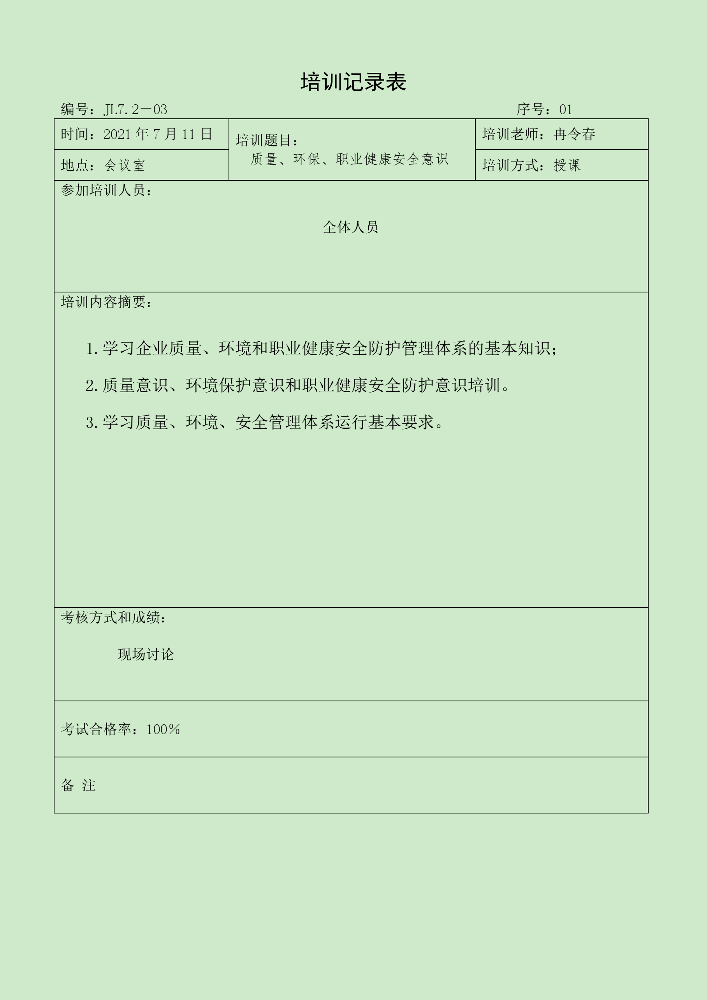 培训记录表
编号：JL7.2－03 序号：01
时间：2021 年 7 月 11 日
培训题目：
质量、环保、职业健康安全意识
培训老师：冉令春
地点：会议室
培训方式：授课
参加培训人员：
全体人员
培训内容摘要：
1.学习企业质量、环境和职业健康安全防护管理体系的基本知识；
2.质量意识、环境保护意识和职业健康安全防护意识培训。
3.学习质量、环境、安全管理体系运行基本要求。
考核方式和成绩：
现场讨论
考试合格率：100％
备 注